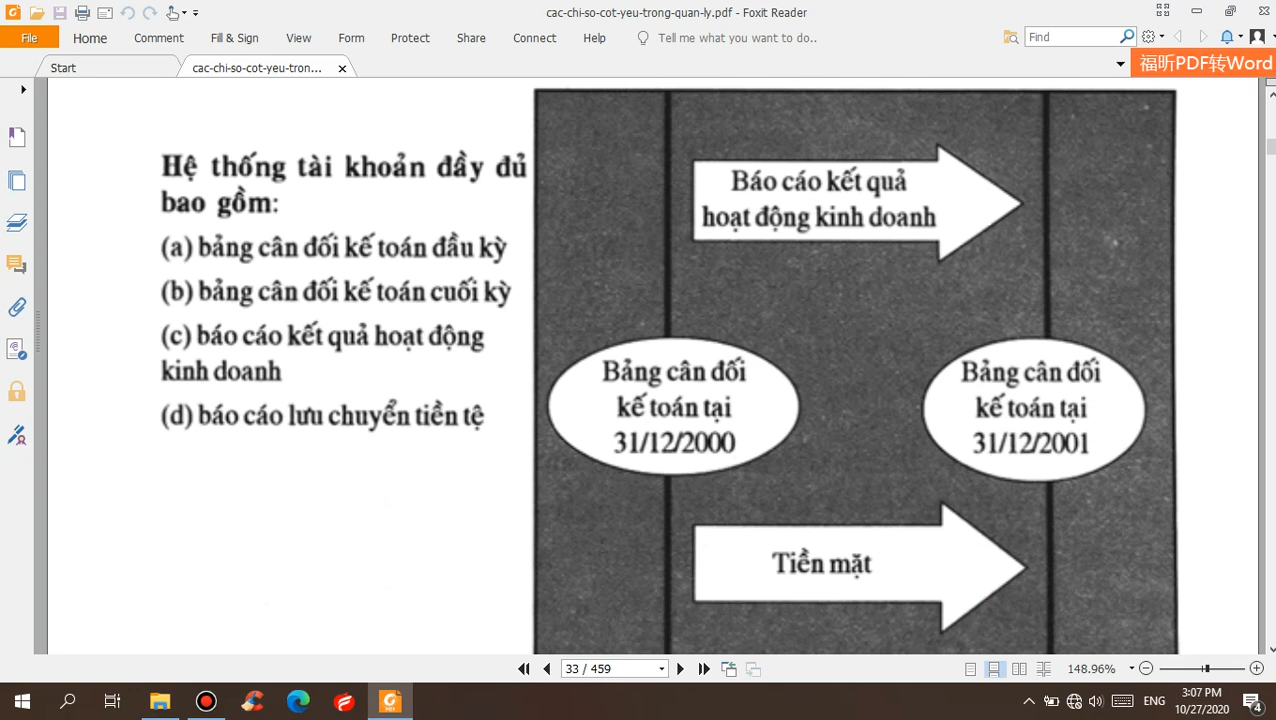 cac-chi-so-cot-yeu-trong-quan-ly.pdf - Foxit Reader
File Home Comment Fill & Sign View Form Protect Share Connect Help Tell me what you want to do.. Find
Start cac-chi-so-cot-yeu-tron...
福昕PDF转Word
Hệ thống tài khoản đầy đủ
bao gồm:
(a) bảng cân đối kế toán đầu kỳ
(b) bảng cân đối kế toán cuối kỳ
(c) báo cáo kết quả hoạt động
kinh doanh
(d) báo cáo lưu chuyển tiền tệ
Báo cáo kết quả
hoạt động kinh doanh
Bảng cân đối
kế toán tại
31/12/2000
Bảng cân đối
kế toán tại
31/12/2001
Tiền mặt
33 / 459
148.96%
ENG
3:07 PM
10/27/2020
4